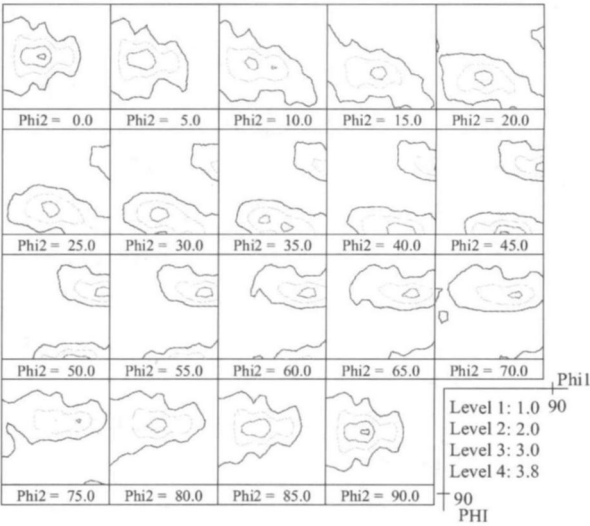 Phi2 = 0.0 Phi2 = 5.0 Phi2 = 10.0 Phi2 = 15.0 Phi2 = 20.0
Phi2 = 25.0 Phi2 = 30.0 Phi2 = 35.0 Phi2 = 40.0 Phi2 = 45.0
Phi2 = 50.0 Phi2 = 55.0 Phi2 = 60.0 Phi2 = 65.0 Phi2 = 70.0
Phi1
Level 1: 1.0 90
Level 2: 2.0
Level 3: 3.0
Level 4: 3.8
Phi2 = 75.0 Phi2 = 80.0 Phi2 = 85.0 Phi2 = 90.0 90
PHI